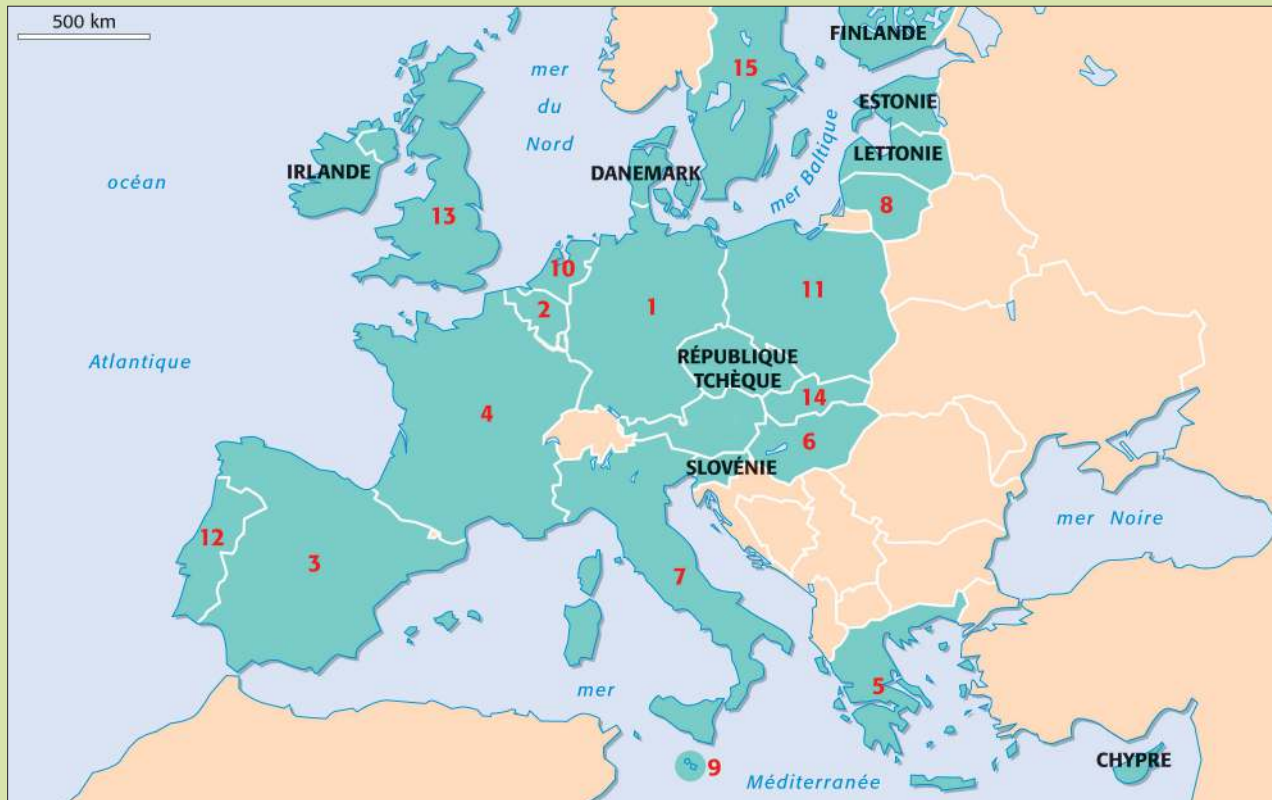 500 km
FINLANDE
mer
du
Nord
15
ESTONIE
mer Baltique
LETTONIE
IRLANDE
DANEMARK
océan
8
13
10
2
1
11
RÉPUBLIQUE
TCHÈQUE
Atlantique
14
4
6
SLOVÉNIE
mer Noire
12
3
7
5
mer
9
Méditerranée
CHYPRE